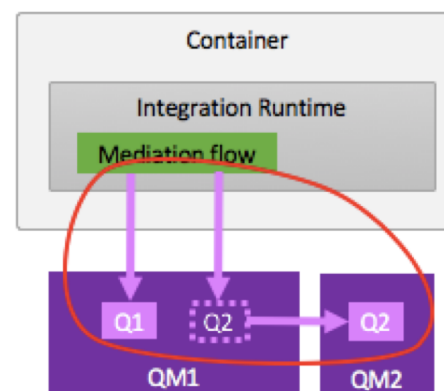 Container
Integration Runtime
Mediation flow
Q1
Q2
Q2
QM1
QM2